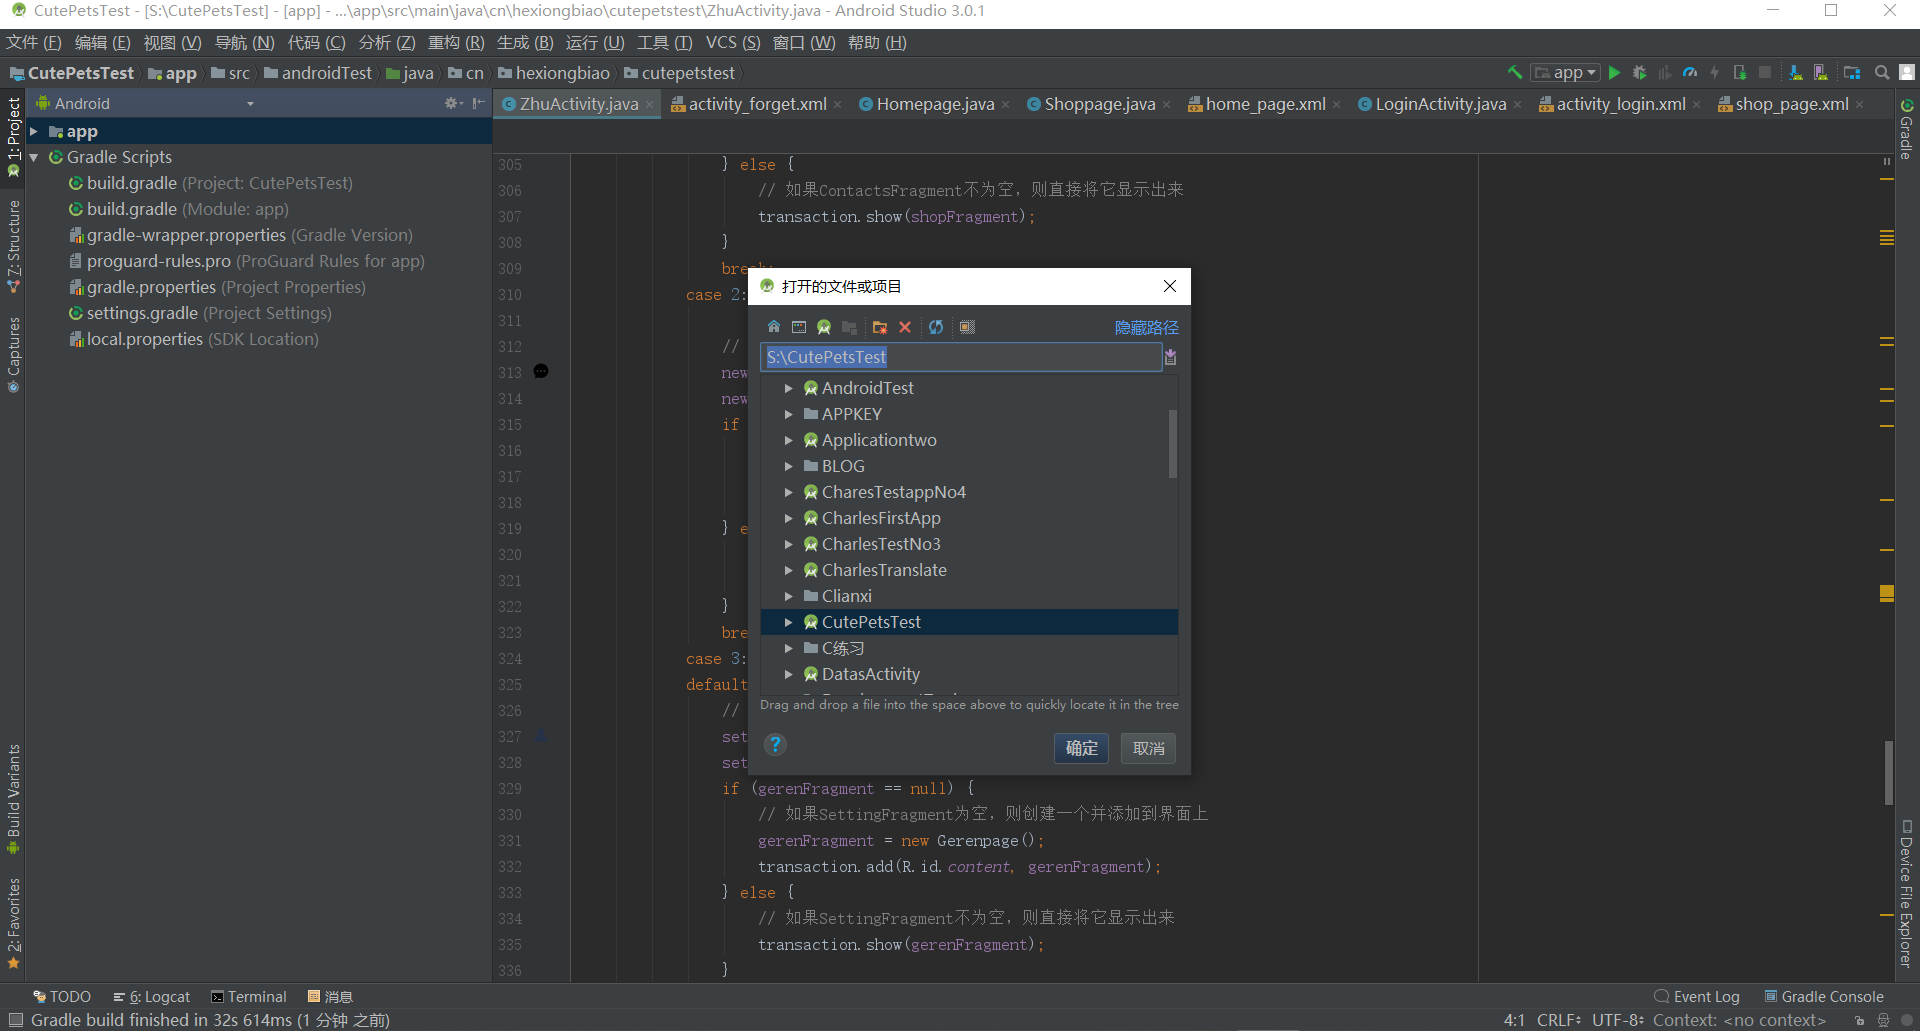 CutePetsTest - [S:\CutePetsTest] - [app] - ...\app\src\main\java\cn\hexiongbiao\cutepetstest\ZhuActivity.java - Android Studio 3.0.1
文件 (F) 编辑 (E) 视图 (V) 导航 (N) 代码 (C) 分析 (Z) 重构 (R) 生成 (B) 运行 (U) 工具 (T) VCS (S) 窗口 (W) 帮助 (H)
CutePetsTest app src androidTest java cn hexiongbiao cutepetstest app
Android
ZhuActivity.java activity_forget.xml Homepage.java Shoppage.java home_page.xml LoginActivity.java activity_login.xml shop_page.xml
1: Project
7: Structure
Captures
Build Variants
2: Favorites
app
Gradle Scripts
build.gradle (Project: CutePetsTest)
build.gradle (Module: app)
gradle-wrapper.properties (Gradle Version)
proguard-rules.pro (ProGuard Rules for app)
gradle.properties (Project Properties)
settings.gradle (Project Settings)
local.properties (SDK Location)
305 } else {
306 // 如果ContactsFragment不为空，则直接将它显示出来
307 transaction.show(shopFragment);
308 }
309
310 case 2:
311
312 //
313 new
314 new
315 if
316
317
318
319 } e
320
321
322 }
323 bre
324 case 3:
325 default
326 //
327 set
328 set
329 if (gerenFragment == null) {
330 // 如果SettingFragment为空，则创建一个并添加到界面上
331 gerenFragment = new Gerenpage();
332 transaction.add(R.id.content, gerenFragment);
333 } else {
334 // 如果SettingFragment不为空，则直接将它显示出来
335 transaction.show(gerenFragment);
336 }
打开的文件或项目
隐藏路径
S:\CutePetsTest
AndroidTest
APPKEY
Applicationtwo
BLOG
CharesTestappNo4
CharlesFirstApp
CharlesTestNo3
CharlesTranslate
Clianxi
CutePetsTest
C练习
DatasActivity
Drag and drop a file into the space above to quickly locate it in the tree
?
确定 取消
Gradle
Device File Explorer
TODO 6: Logcat Terminal 消息 Event Log Gradle Console
Gradle build finished in 32s 614ms (1 分钟 之前) 4:1 CRLF UTF-8 Context: <no context>